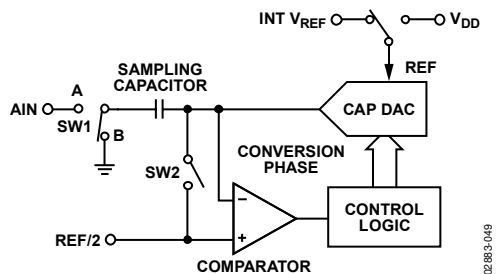 INT VREF
VDD
REF
SAMPLING
CAPACITOR
A
AIN
SW1
B
CAP DAC
SW2
CONVERSION
PHASE
−
+
REF/2
COMPARATOR
CONTROL
LOGIC
02883-049